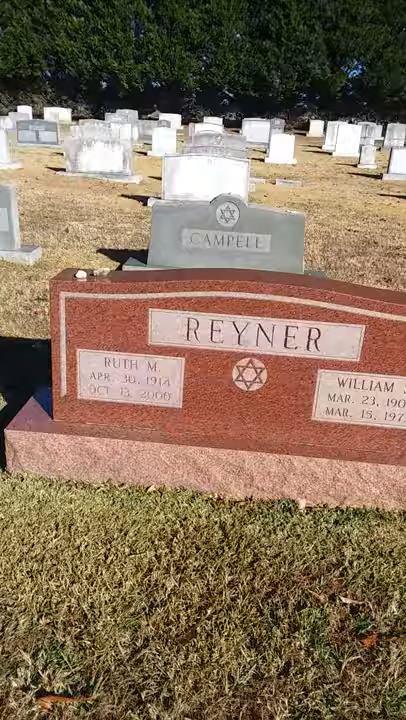 CAMPELL
REYNER
RUTH M.
APR. 30, 1914
OCT. 13, 2000
WILLIAM
MAR. 23, 190
MAR. 15, 197